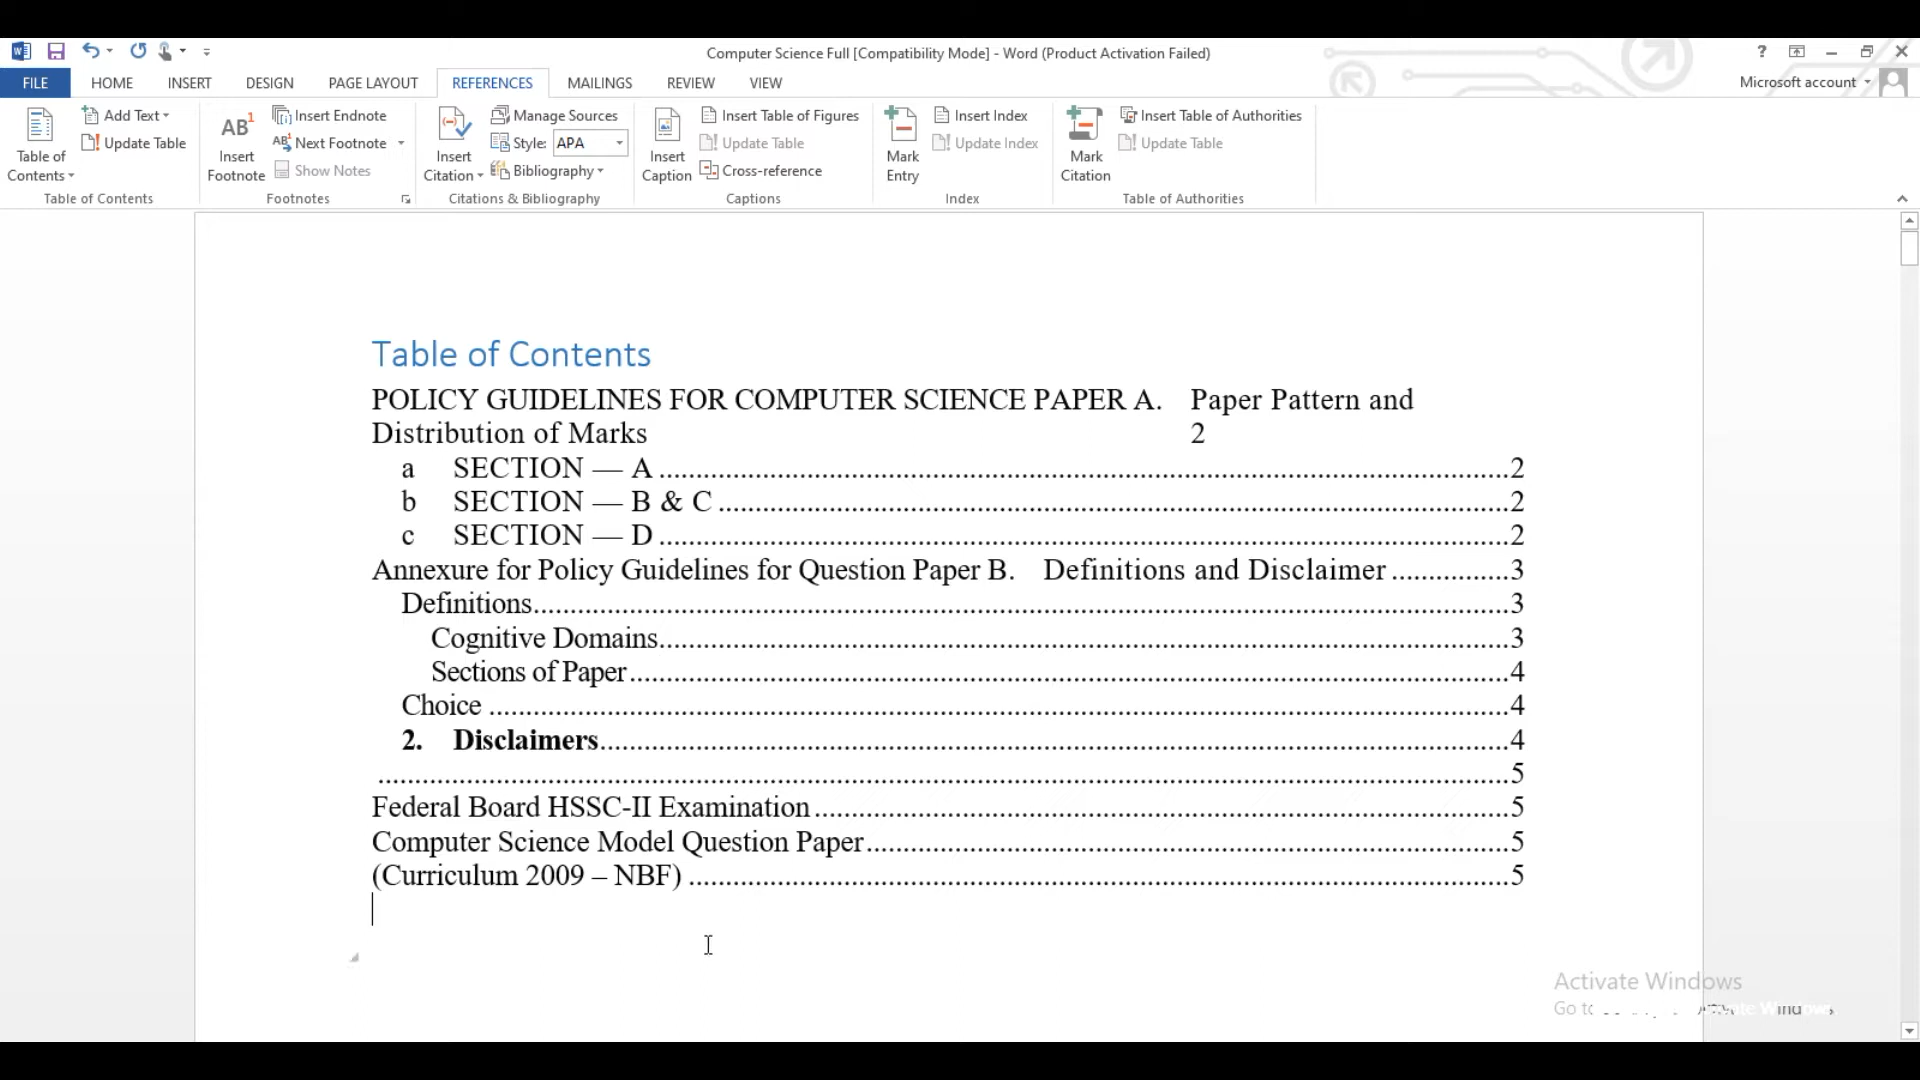 Computer Science Full [Compatibility Mode] - Word (Product Activation Failed)
?
FILE HOME INSERT DESIGN PAGE LAYOUT REFERENCES MAILINGS REVIEW VIEW Microsoft account
Table of Contents
Add Text
Update Table
Table of Contents
AB1 Insert Footnote
Insert Endnote
AB1 Next Footnote
Show Notes
Footnotes
Insert Citation
Manage Sources
Style: APA
Bibliography
Citations & Bibliography
Insert Caption
Insert Table of Figures
Update Table
Cross-reference
Captions
Mark Entry
Insert Index
Update Index
Index
Mark Citation
Insert Table of Authorities
Update Table
Table of Authorities
Table of Contents
POLICY GUIDELINES FOR COMPUTER SCIENCE PAPER A. Paper Pattern and
Distribution of Marks 2
a SECTION — A ........ 2
b SECTION — B & C ........ 2
c SECTION — D ........ 2
Annexure for Policy Guidelines for Question Paper B. Definitions and Disclaimer ........ 3
Definitions ........ 3
Cognitive Domains ........ 3
Sections of Paper ........ 4
Choice ........ 4
2. Disclaimers ........ 4
........ 5
Federal Board HSSC-II Examination ........ 5
Computer Science Model Question Paper ........ 5
(Curriculum 2009 – NBF) ........ 5
Activate Windows
Go to